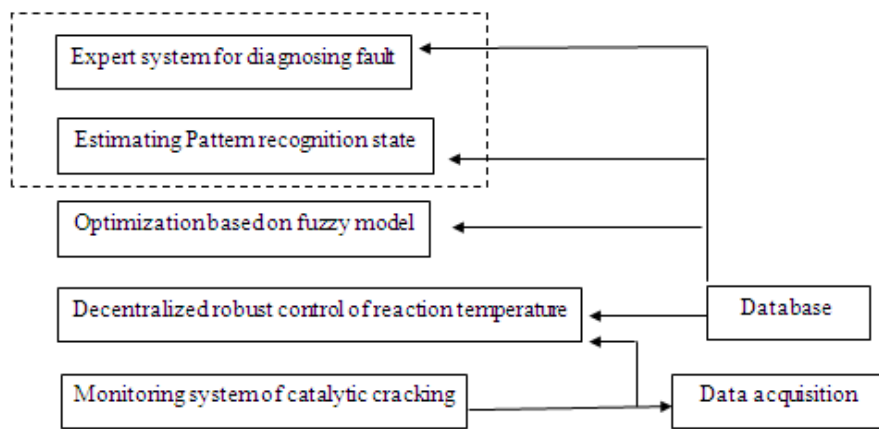 Expert system for diagnosing fault
Estimating Pattern recognition state
Optimization based on fuzzy model
Decentralized robust control of reaction temperature
Database
Monitoring system of catalytic cracking
Data acquisition